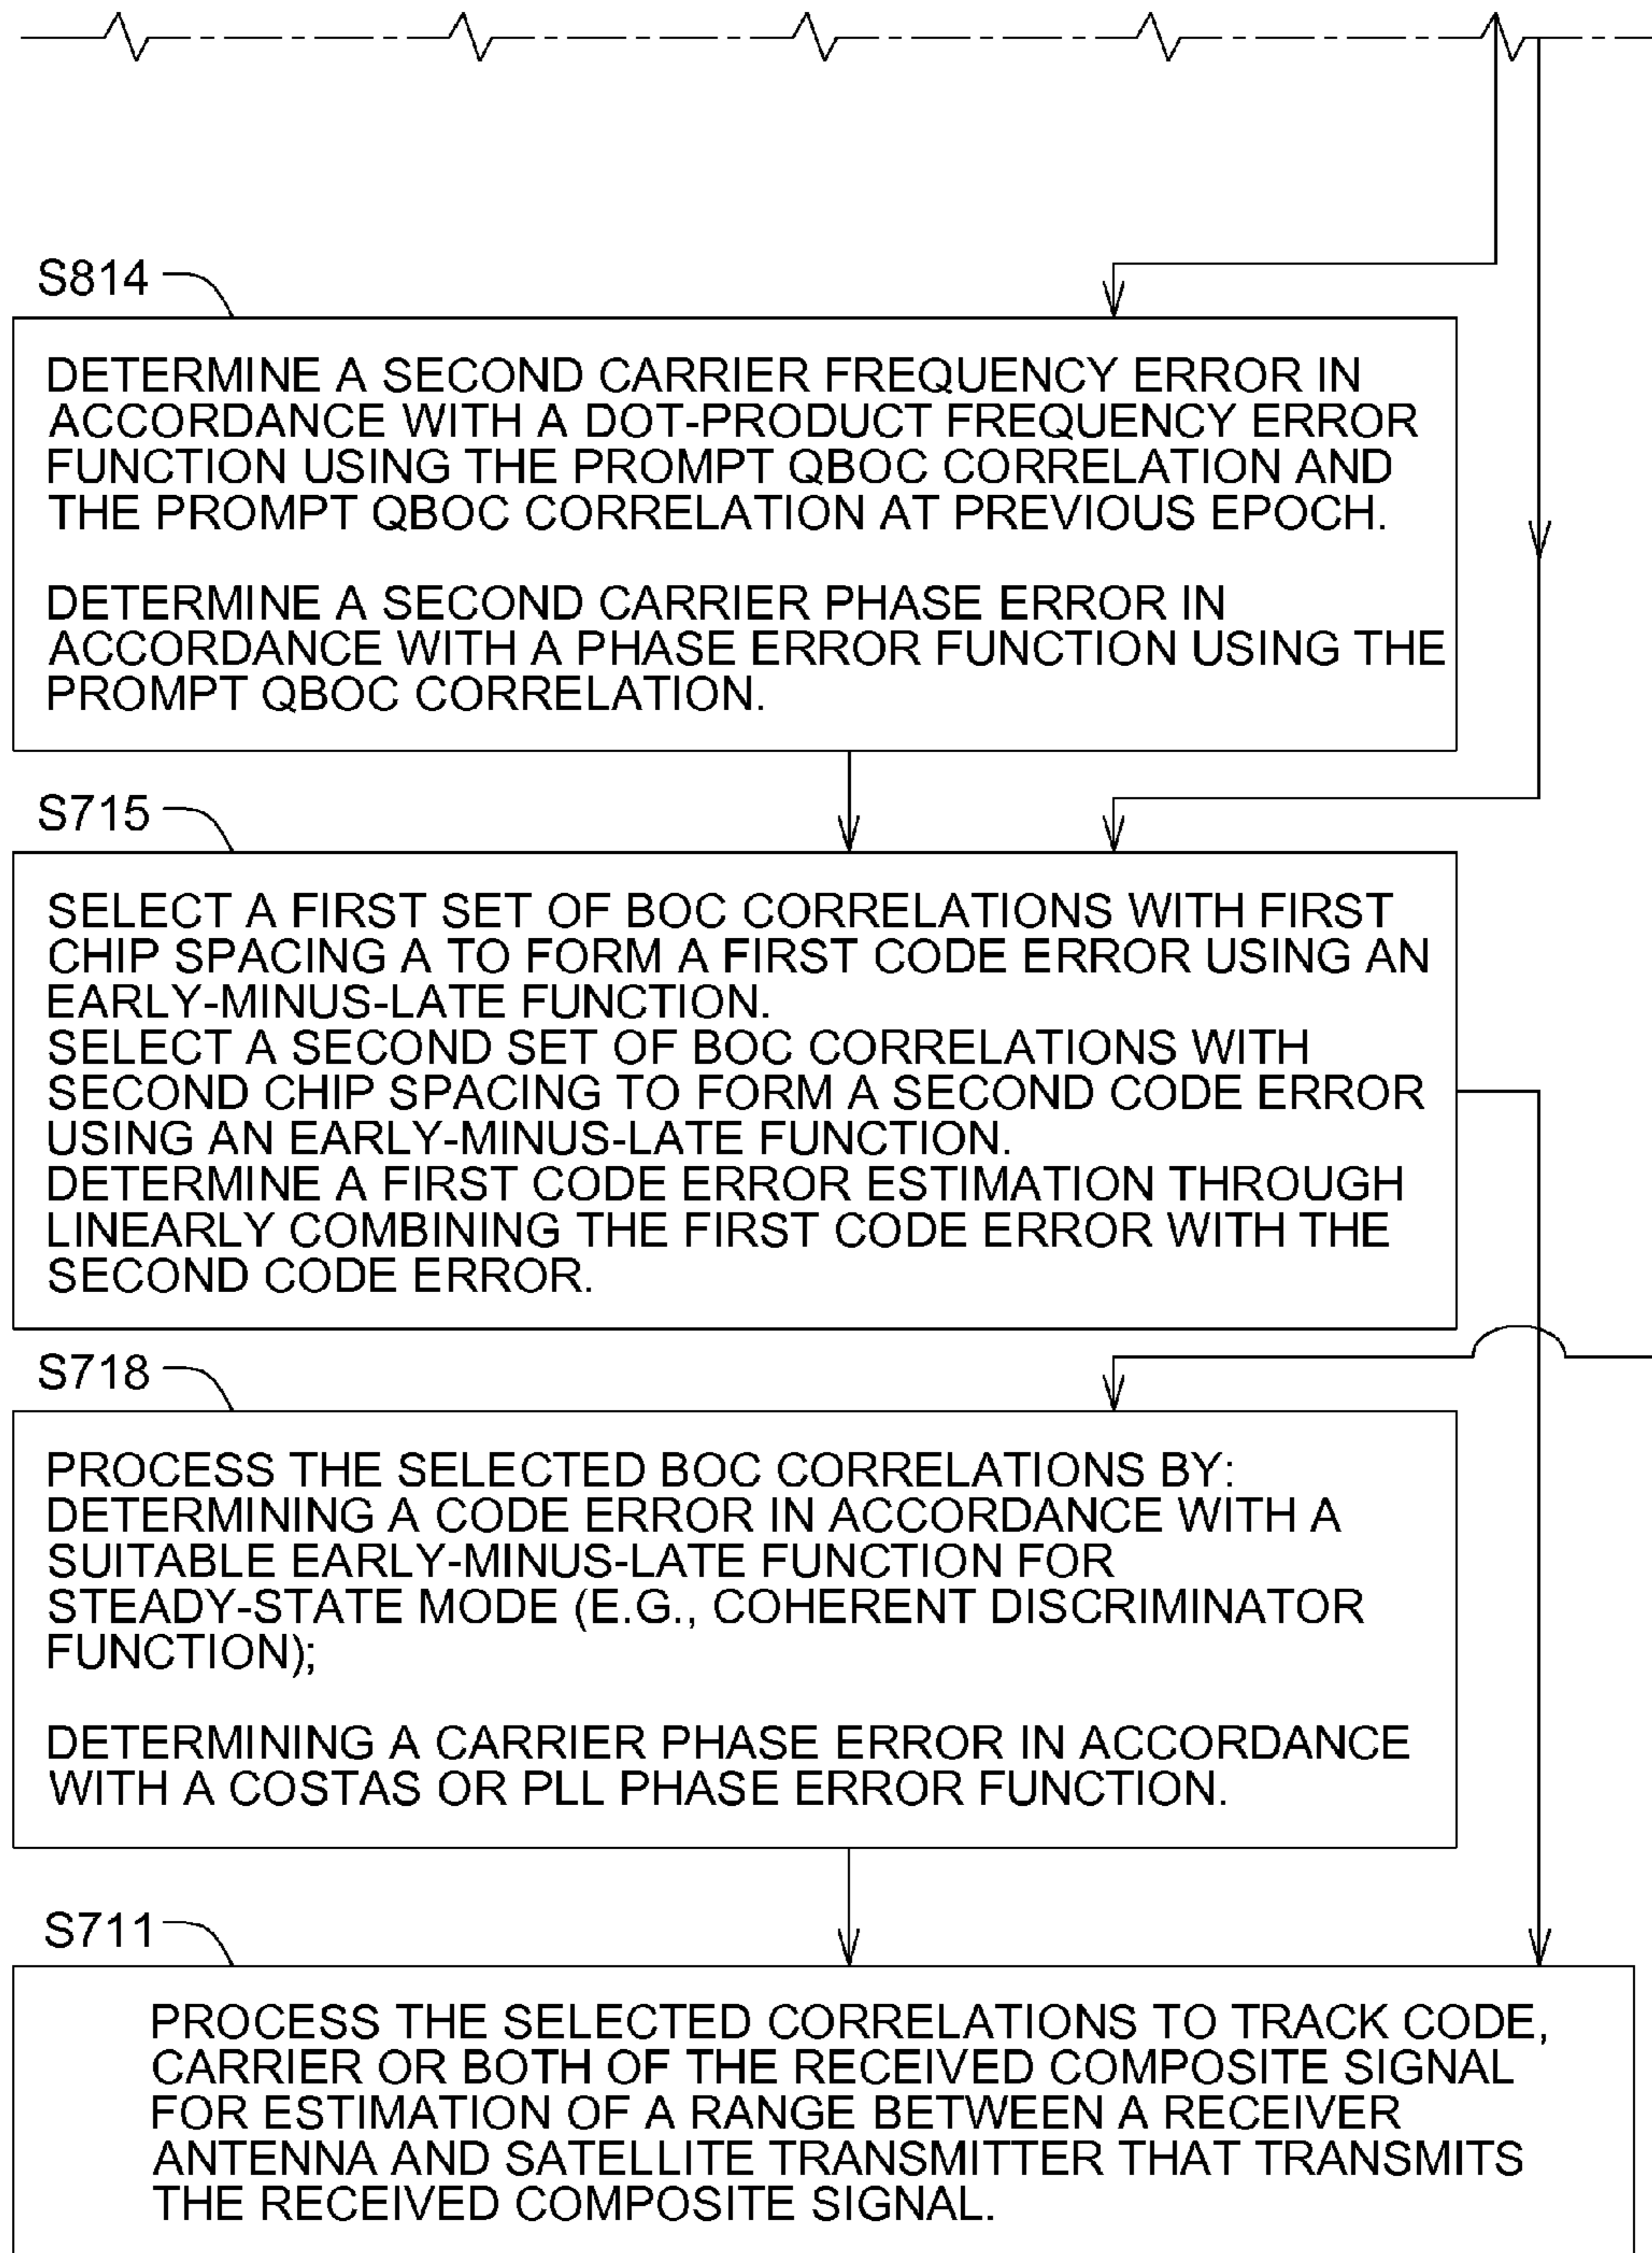 S814
DETERMINE A SECOND CARRIER FREQUENCY ERROR IN
ACCORDANCE WITH A DOT-PRODUCT FREQUENCY ERROR
FUNCTION USING THE PROMPT QBOC CORRELATION AND
THE PROMPT QBOC CORRELATION AT PREVIOUS EPOCH.
DETERMINE A SECOND CARRIER PHASE ERROR IN
ACCORDANCE WITH A PHASE ERROR FUNCTION USING THE
PROMPT QBOC CORRELATION.
S715
SELECT A FIRST SET OF BOC CORRELATIONS WITH FIRST
CHIP SPACING A TO FORM A FIRST CODE ERROR USING AN
EARLY-MINUS-LATE FUNCTION.
SELECT A SECOND SET OF BOC CORRELATIONS WITH
SECOND CHIP SPACING TO FORM A SECOND CODE ERROR
USING AN EARLY-MINUS-LATE FUNCTION.
DETERMINE A FIRST CODE ERROR ESTIMATION THROUGH
LINEARLY COMBINING THE FIRST CODE ERROR WITH THE
SECOND CODE ERROR.
S718
PROCESS THE SELECTED BOC CORRELATIONS BY:
DETERMINING A CODE ERROR IN ACCORDANCE WITH A
SUITABLE EARLY-MINUS-LATE FUNCTION FOR
STEADY-STATE MODE (E.G., COHERENT DISCRIMINATOR
FUNCTION);
DETERMINING A CARRIER PHASE ERROR IN ACCORDANCE
WITH A COSTAS OR PLL PHASE ERROR FUNCTION.
S711
PROCESS THE SELECTED CORRELATIONS TO TRACK CODE,
CARRIER OR BOTH OF THE RECEIVED COMPOSITE SIGNAL
FOR ESTIMATION OF A RANGE BETWEEN A RECEIVER
ANTENNA AND SATELLITE TRANSMITTER THAT TRANSMITS
THE RECEIVED COMPOSITE SIGNAL.